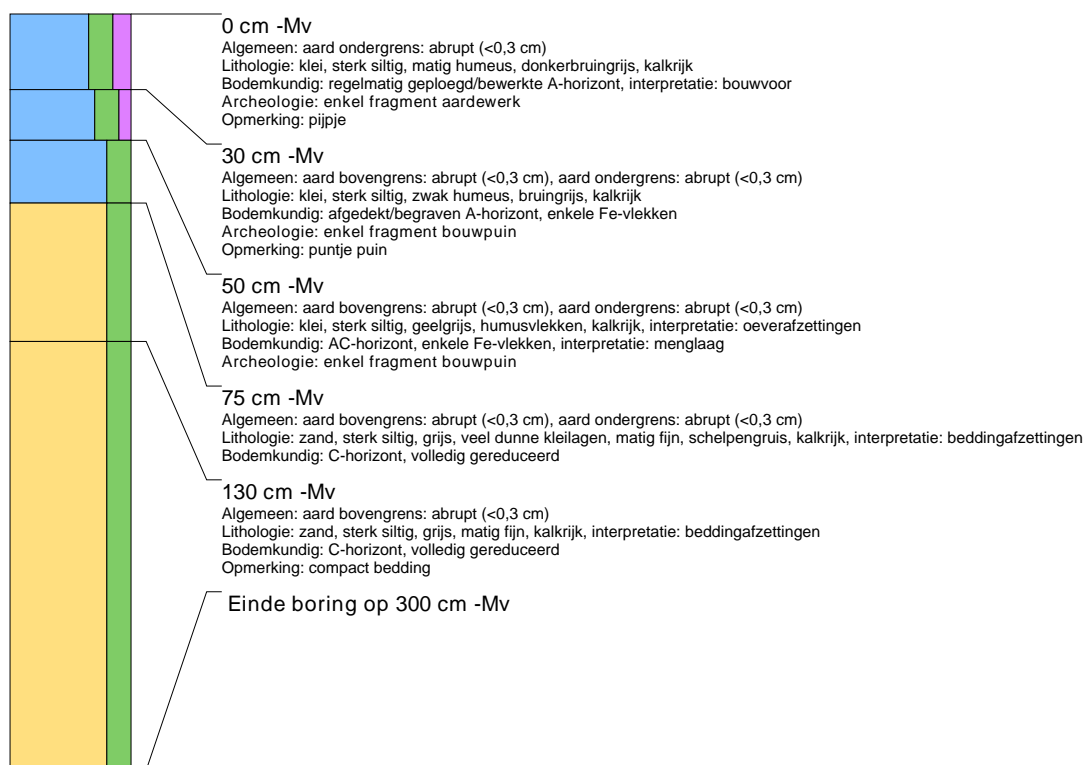 0 cm -Mv
Algemeen: aard ondergrens: abrupt (<0,3 cm)
Lithologie: klei, sterk siltig, matig humeus, donkerbruingrijs, kalkrijk
Bodemkundig: regelmatig geploegd/bewerkte A-horizont, interpretatie: bouwvoor
Archeologie: enkel fragment aardewerk
Opmerking: pijpje
30 cm -Mv
Algemeen: aard bovengrens: abrupt (<0,3 cm), aard ondergrens: abrupt (<0,3 cm)
Lithologie: klei, sterk siltig, zwak humeus, bruingrijs, kalkrijk
Bodemkundig: afgedekt/begraven A-horizont, enkele Fe-vlekken
Archeologie: enkel fragment bouwpuin
Opmerking: puntje puin
50 cm -Mv
Algemeen: aard bovengrens: abrupt (<0,3 cm), aard ondergrens: abrupt (<0,3 cm)
Lithologie: klei, sterk siltig, geelgrijs, humusvlekken, kalkrijk, interpretatie: oeverafzettingen
Bodemkundig: AC-horizont, enkele Fe-vlekken, interpretatie: menglaag
Archeologie: enkel fragment bouwpuin
75 cm -Mv
Algemeen: aard bovengrens: abrupt (<0,3 cm), aard ondergrens: abrupt (<0,3 cm)
Lithologie: zand, sterk siltig, grijs, veel dunne kleilagen, matig fijn, schelpengruis, kalkrijk, interpretatie: beddingafzettingen
Bodemkundig: C-horizont, volledig gereduceerd
130 cm -Mv
Algemeen: aard bovengrens: abrupt (<0,3 cm)
Lithologie: zand, sterk siltig, grijs, matig fijn, kalkrijk, interpretatie: beddingafzettingen
Bodemkundig: C-horizont, volledig gereduceerd
Opmerking: compact bedding
Einde boring op 300 cm -Mv